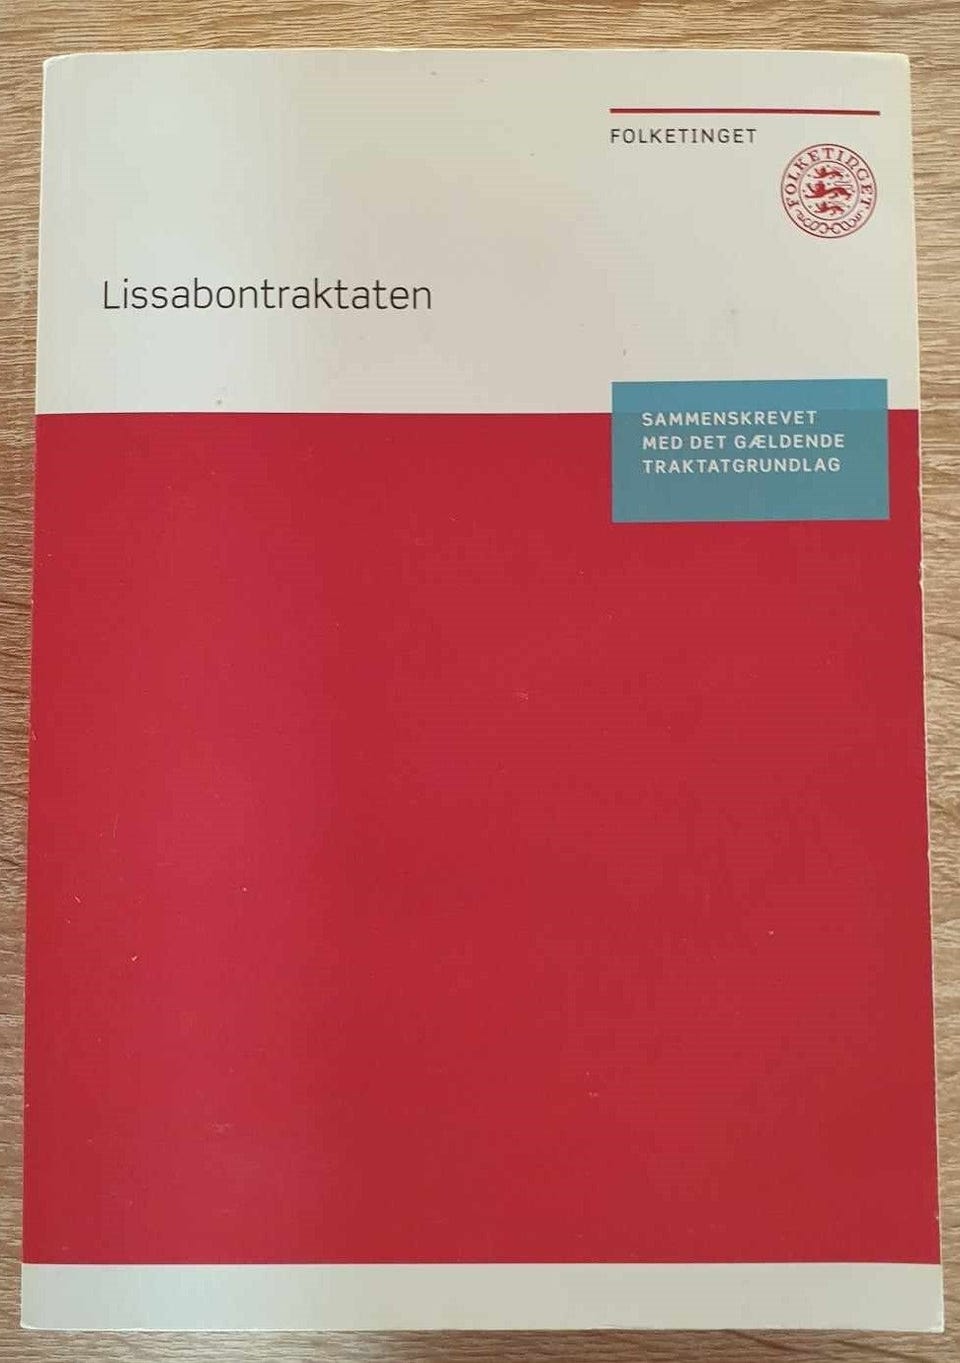 FOLKETINGET
FOLKETINGET
Lissabontraktaten
SAMMENSKREVET
MED DET GÆLDENDE
TRAKTATGRUNDLAG